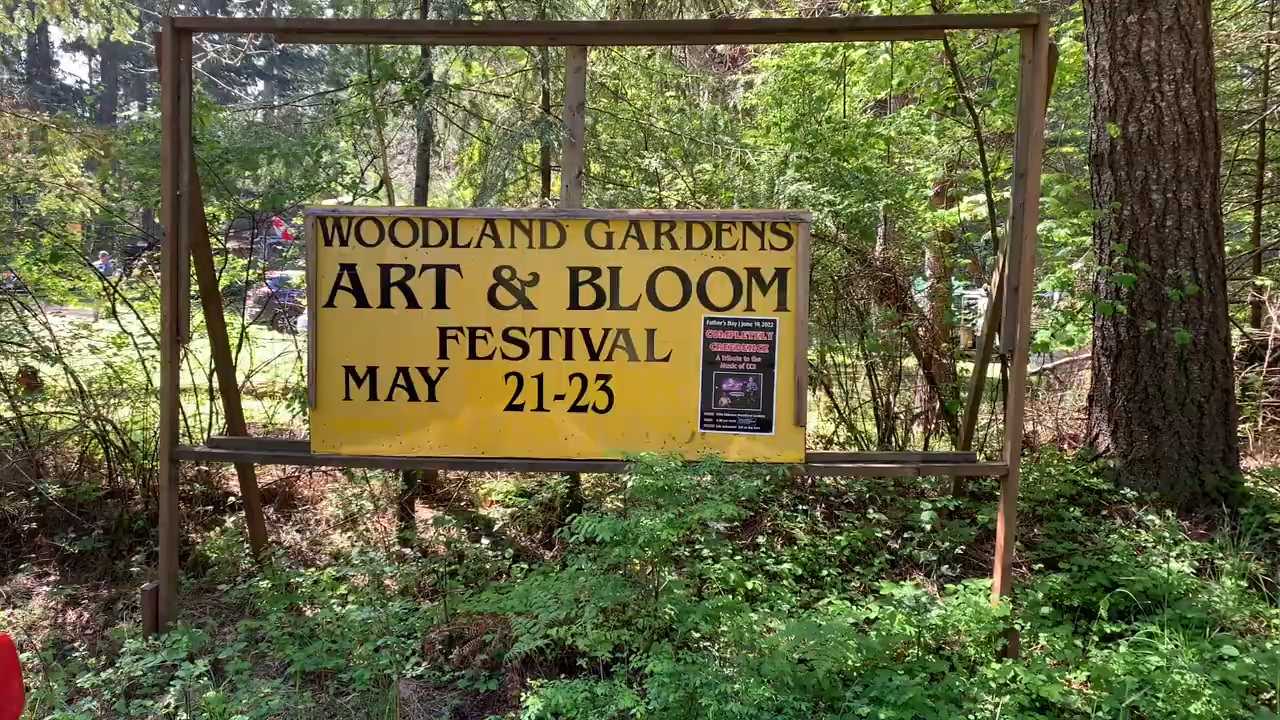 WOODLAND GARDENS
ART & BLOOM
FESTIVAL
MAY 21-23
Father's Day | June 19, 2022
COMPLETELY
CREEDENCE
A Tribute to the
Music of CCR